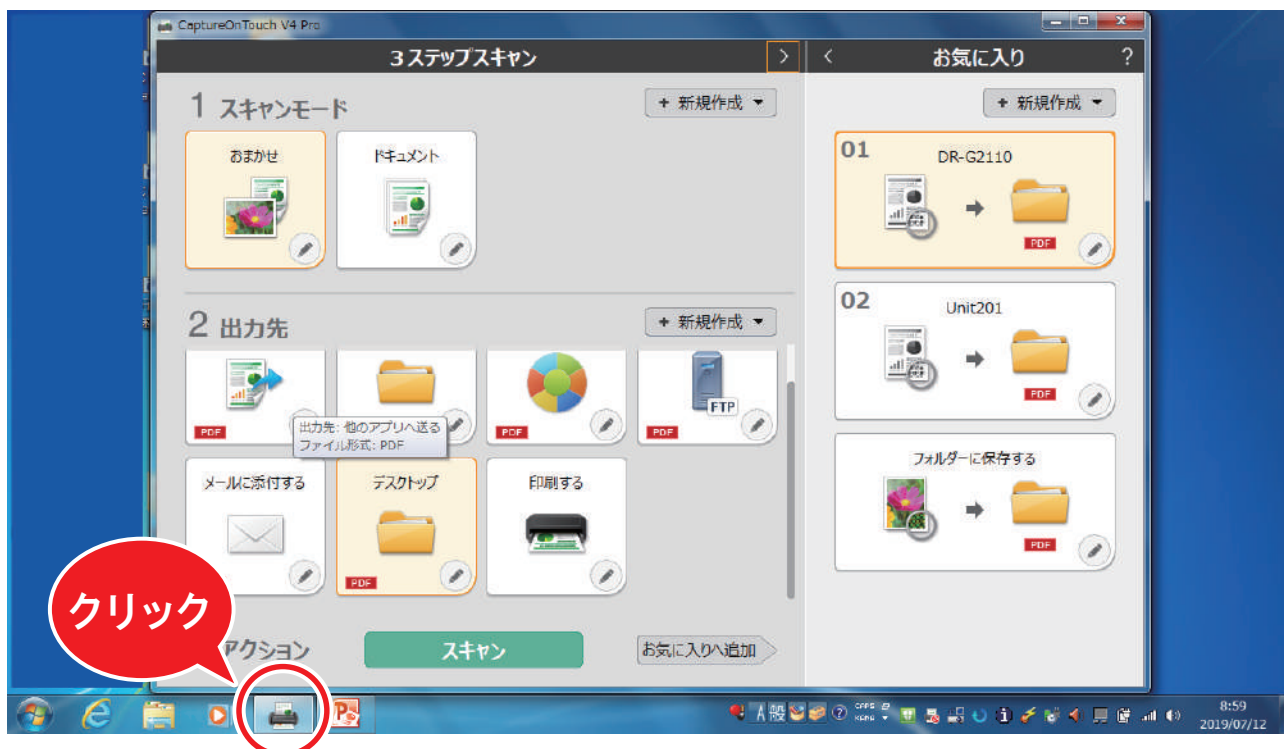 CaptureOnTouch V4 Pro
3ステップスキャン
お気に入り
?
1 スキャンモード
+ 新規作成
+ 新規作成
おまかせ
ドキュメント
01
DR-G2110
PDF
2 出力先
+ 新規作成
02
Unit201
PDF
PDF
PDF
FTP
PDF
出力先: 他のアプリへ送る
ファイル形式: PDF
メールに添付する
デスクトップ
印刷する
PDF
フォルダーに保存する
PDF
クリック
アクション
スキャン
お気に入りへ追加
A 般
CAPS
KANA
8:59
2019/07/12